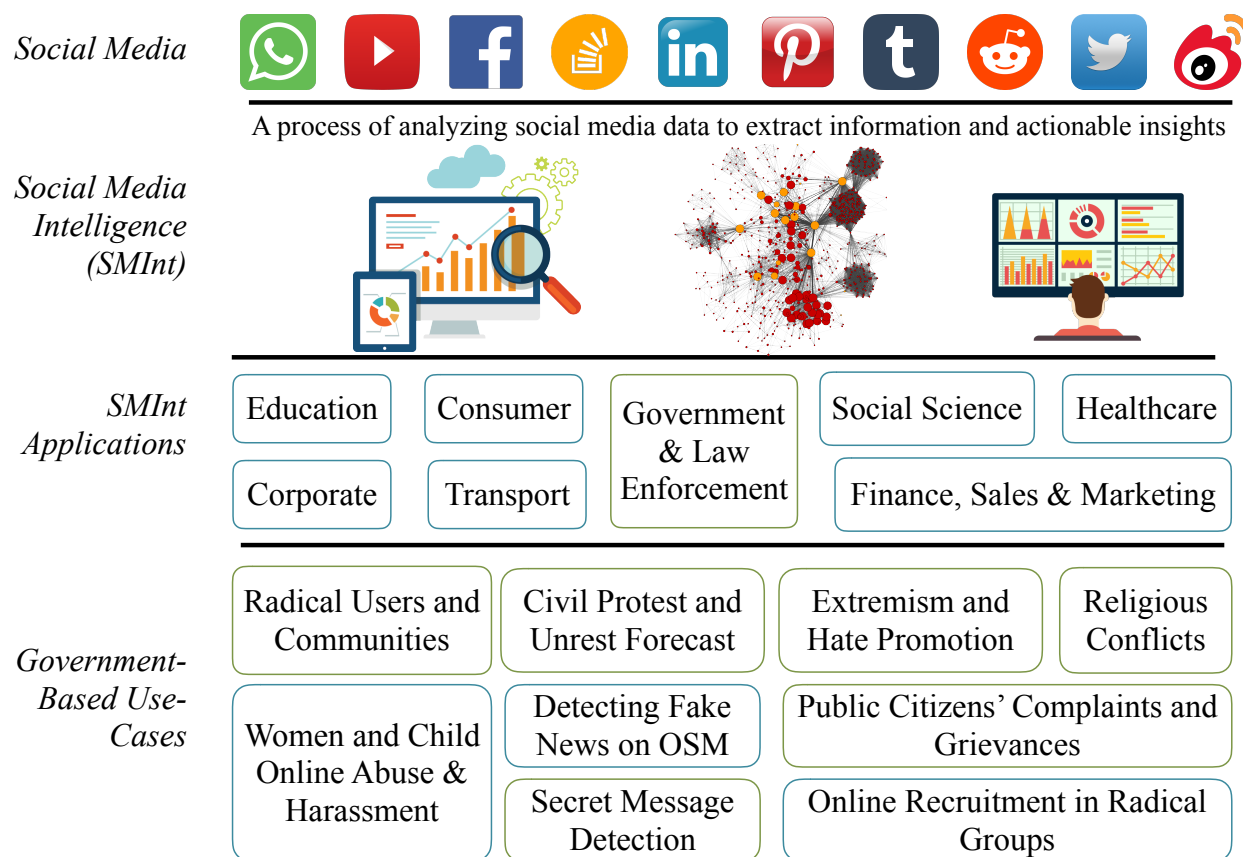 Social Media
A process of analyzing social media data to extract information and actionable insights
Social Media
Intelligence
(SMInt)
SMInt
Applications
Education
Consumer
Government
& Law
Enforcement
Social Science
Healthcare
Corporate
Transport
Finance, Sales & Marketing
Government-
Based Use-
Cases
Radical Users and
Communities
Civil Protest and
Unrest Forecast
Extremism and
Hate Promotion
Religious
Conflicts
Women and Child
Online Abuse &
Harassment
Detecting Fake
News on OSM
Public Citizens’ Complaints and
Grievances
Secret Message
Detection
Online Recruitment in Radical
Groups